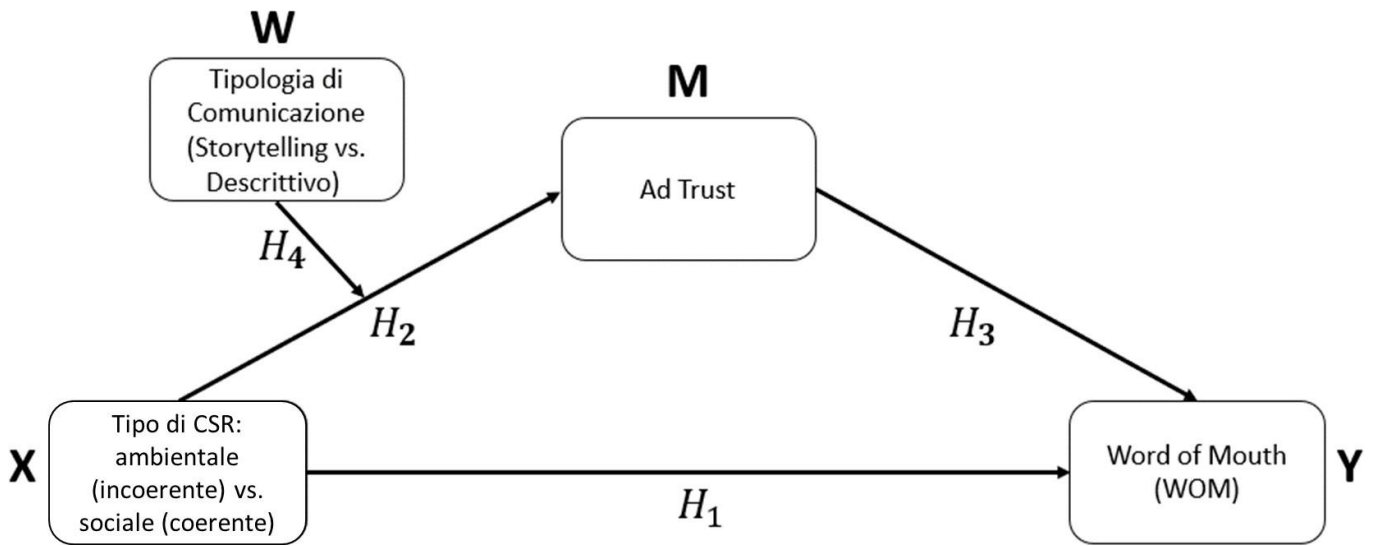 W
Tipologia di
Comunicazione
(Storytelling vs.
Descrittivo)
M
Ad Trust
H4
H2
H3
X
Tipo di CSR:
ambientale
(incoerente) vs.
sociale (coerente)
H1
Word of Mouth
(WOM)
Y